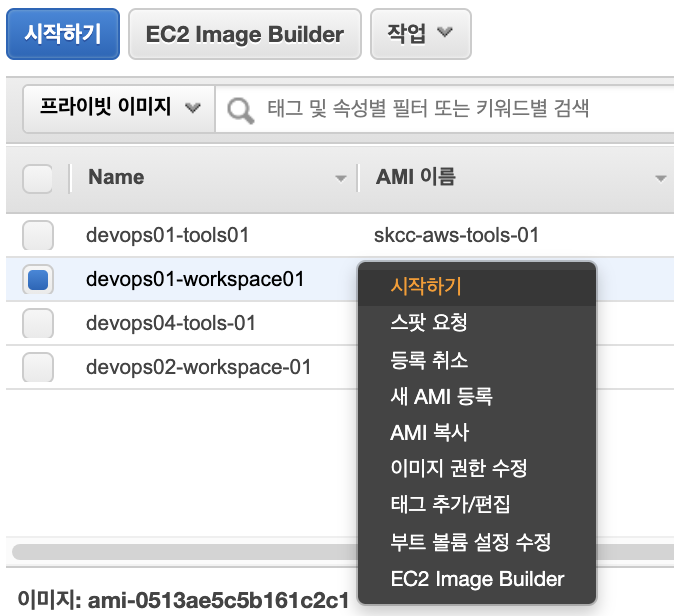 시작하기 EC2 Image Builder 작업
프라이빗 이미지 태그 및 속성별 필터 또는 키워드별 검색
Name AMI 이름
devops01-tools01 skcc-aws-tools-01
devops01-workspace01
devops04-tools-01
devops02-workspace-01
시작하기
스팟 요청
등록 취소
새 AMI 등록
AMI 복사
이미지 권한 수정
태그 추가/편집
부트 볼륨 설정 수정
EC2 Image Builder
이미지: ami-0513ae5c5b161c2c1